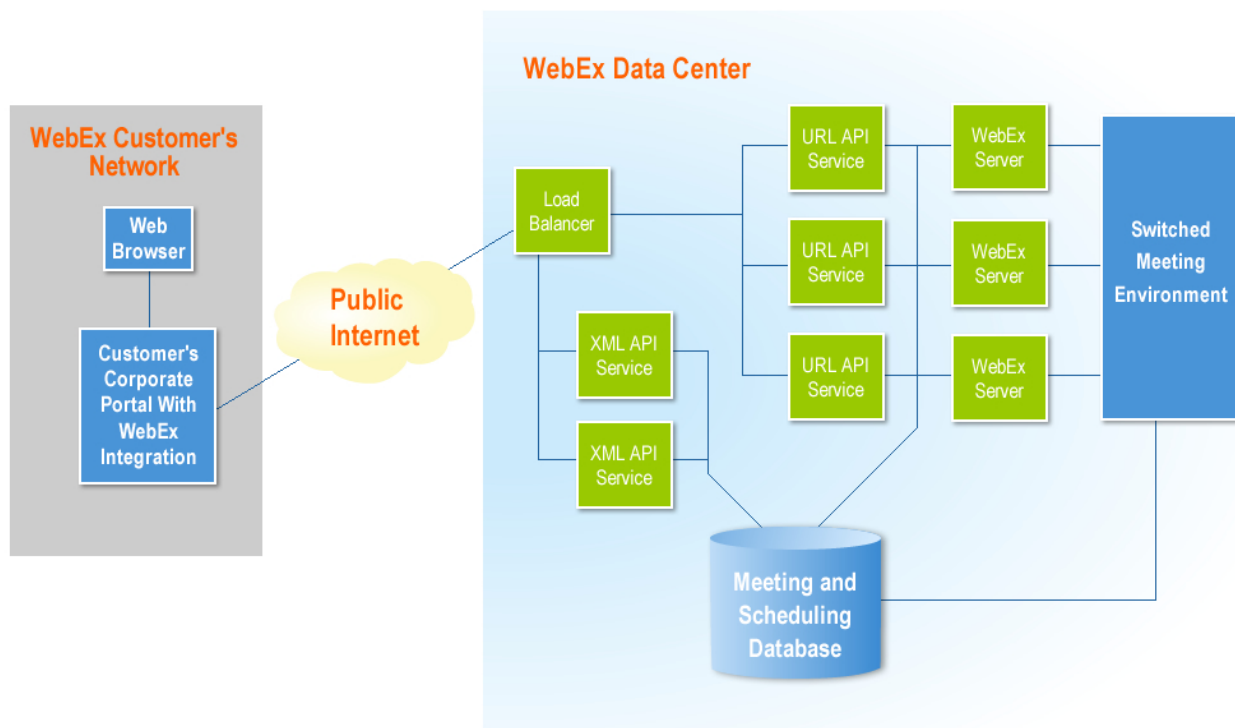 WebEx Data Center
WebEx Customer's
Network
Web
Browser
Customer's
Corporate
Portal With
WebEx
Integration
Public
Internet
Load
Balancer
XML API
Service
XML API
Service
URL API
Service
URL API
Service
URL API
Service
WebEx
Server
WebEx
Server
WebEx
Server
Switched
Meeting
Environment
Meeting and
Scheduling
Database